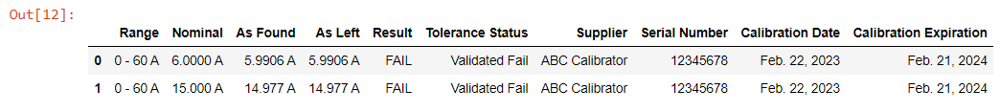 Out[12]:
Range Nominal As Found As Left Result Tolerance Status Supplier Serial Number Calibration Date Calibration Expiration
0 0 - 60 A 6.0000 A 5.9906 A 5.9906 A FAIL Validated Fail ABC Calibrator 12345678 Feb. 22, 2023 Feb. 21, 2024
1 0 - 60 A 15.000 A 14.977 A 14.977 A FAIL Validated Fail ABC Calibrator 12345678 Feb. 22, 2023 Feb. 21, 2024